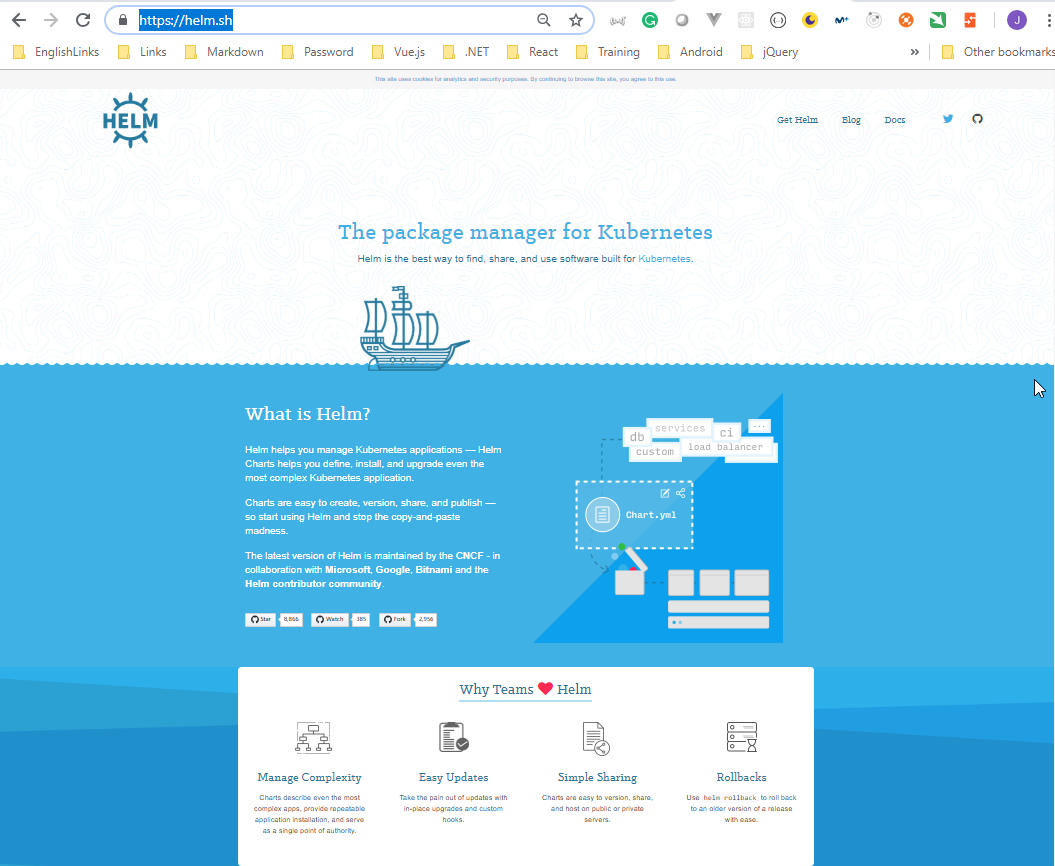 https://helm.sh
EnglishLinks Links Markdown Password Vue.js .NET React Training Android jQuery » Other bookmarks
This site uses cookies for analytics and security purposes. By continuing to browse this site, you agree to this use.
HELM
Get Helm Blog Docs
The package manager for Kubernetes
Helm is the best way to find, share, and use software built for Kubernetes.
What is Helm?
Helm helps you manage Kubernetes applications — Helm
Charts helps you define, install, and upgrade even the
most complex Kubernetes application.
Charts are easy to create, version, share, and publish —
so start using Helm and stop the copy-and-paste
madness.
The latest version of Helm is maintained by the CNCF - in
collaboration with Microsoft, Google, Bitnami and the
Helm contributor community.
Star 8,866 Watch 385 Fork 2,956
db services ci ...
custom load balancer
Chart.yml
Why Teams ❤ Helm
Manage Complexity
Charts describe even the most
complex apps, provide repeatable
application installation, and serve
as a single point of authority.
Easy Updates
Take the pain out of updates with
in-place upgrades and custom
hooks.
Simple Sharing
Charts are easy to version, share,
and host on public or private
servers.
Rollbacks
Use helm rollback to roll back
to an older version of a release
with ease.